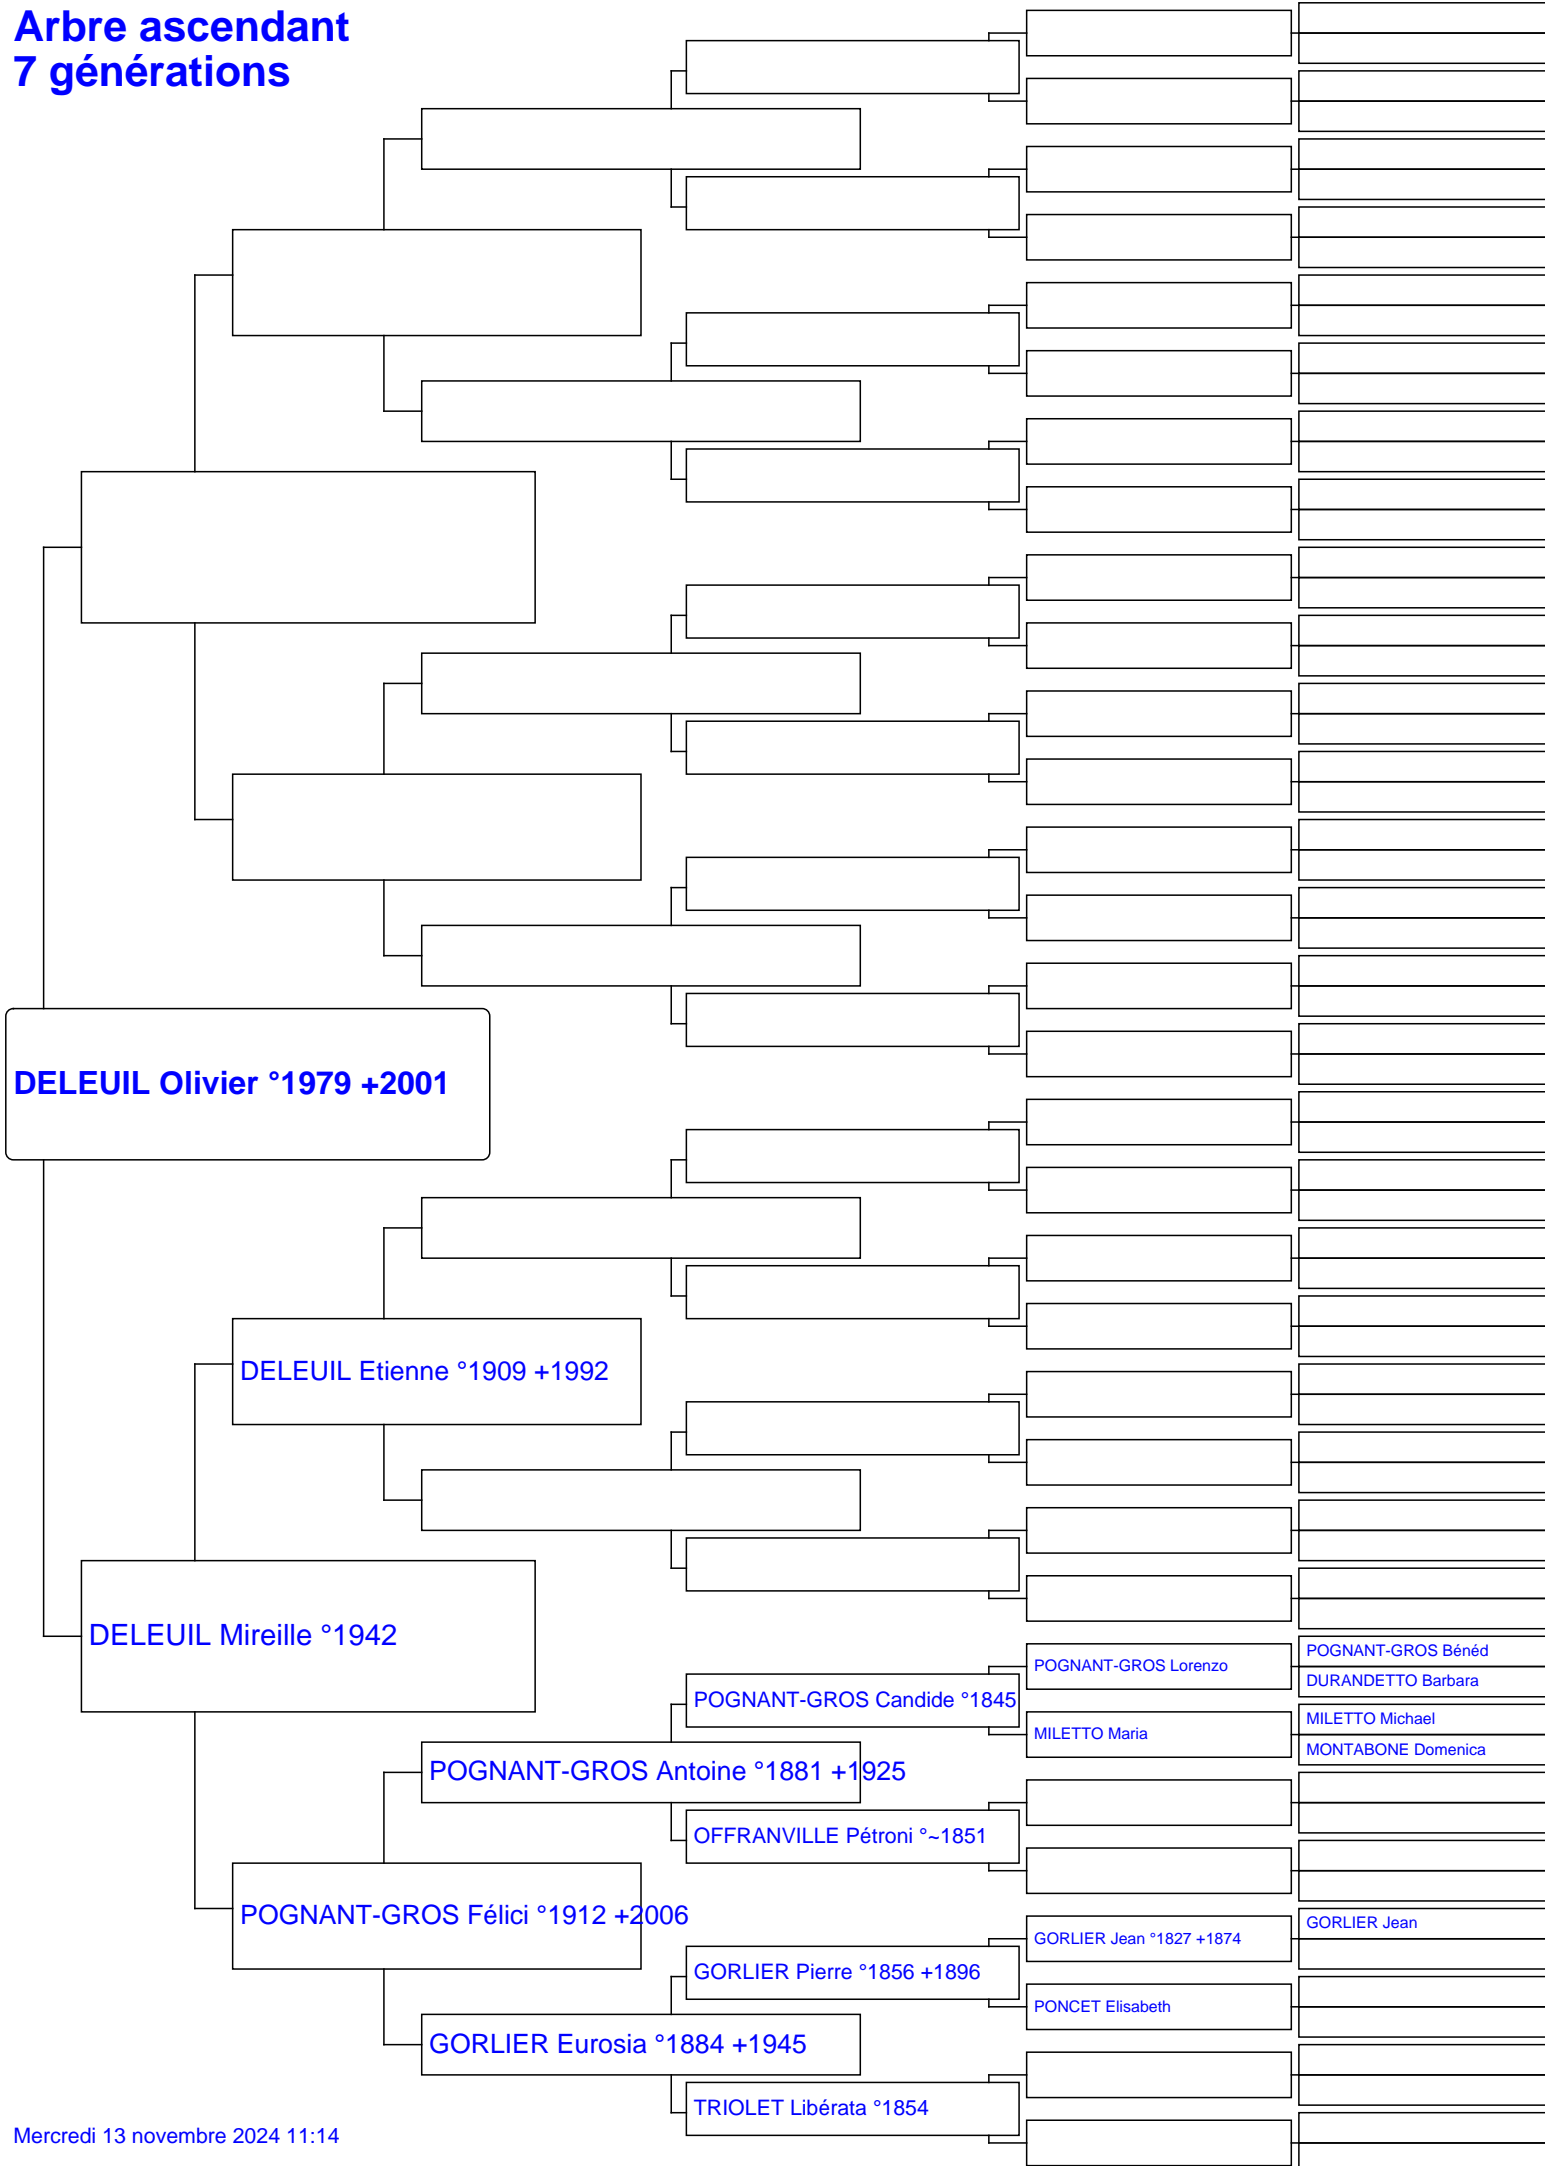 Arbre ascendant
7 générations
DELEUIL Olivier °1979 +2001
DELEUIL Etienne °1909 +1992
DELEUIL Mireille °1942
POGNANT-GROS Lorenzo
POGNANT-GROS Bénéd
DURANDETTO Barbara
POGNANT-GROS Candide °1845
MILETTO Maria
MILETTO Michael
MONTABONE Domenica
POGNANT-GROS Antoine °1881 +1925
OFFRANVILLE Pétroni °~1851
POGNANT-GROS Félici °1912 +2006
GORLIER Jean °1827 +1874
GORLIER Jean
GORLIER Pierre °1856 +1896
PONCET Elisabeth
GORLIER Eurosia °1884 +1945
TRIOLET Libérata °1854
Mercredi 13 novembre 2024 11:14